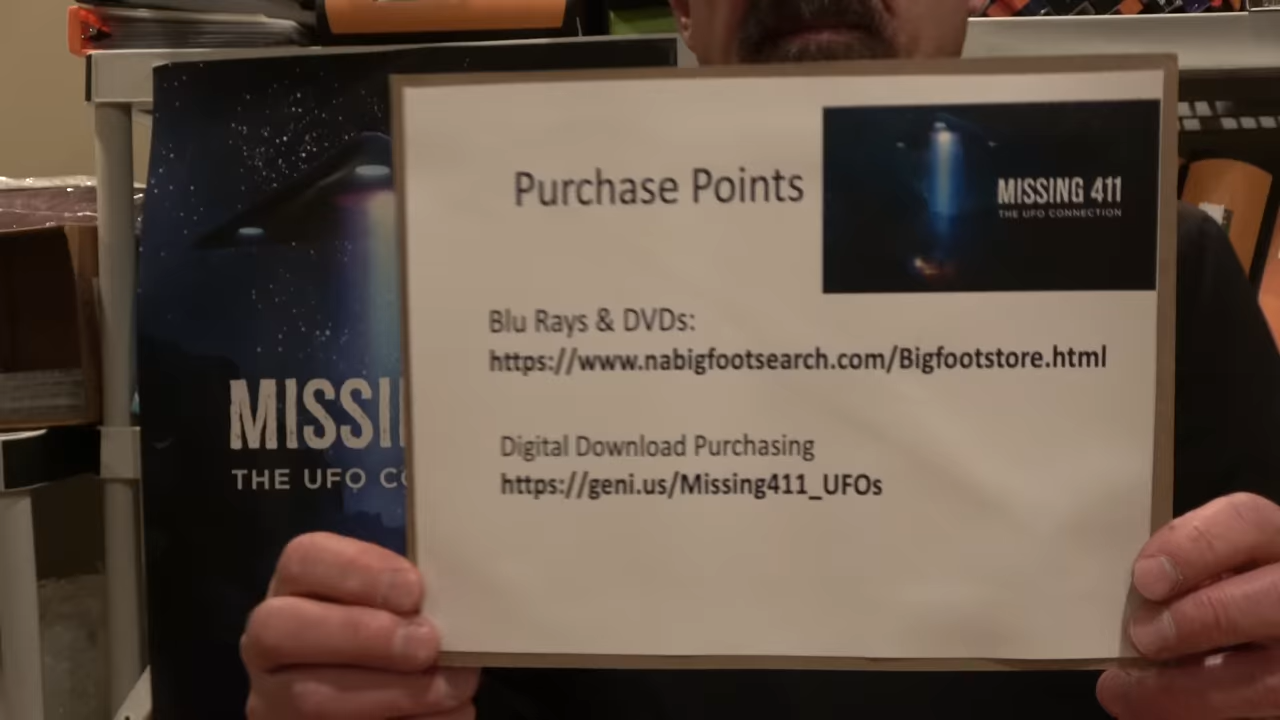 Purchase Points
MISSING 411
THE UFO CONNECTION
Blu Rays & DVDs:
https://www.nabigfootsearch.com/Bigfootstore.html
Digital Download Purchasing
https://geni.us/Missing411_UFOs
MISSI
THE UFO CO